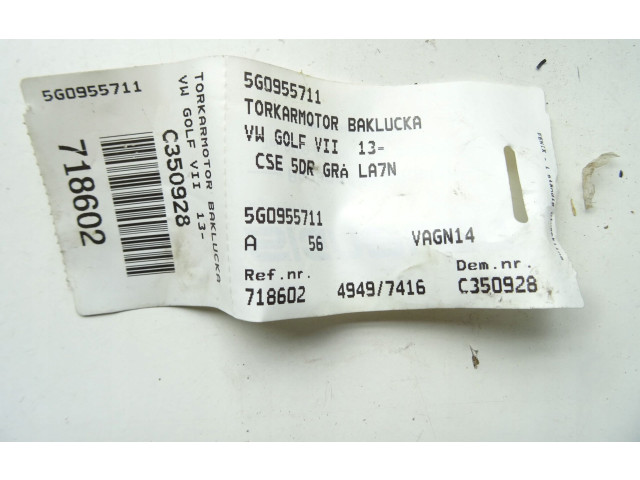 5G0955711
TORKARMOTOR BAKLUCKA
VW GOLF VII 13-
C350928
718602
5G0955711
TORKARMOTOR BAKLUCKA
VW GOLF VII 13-
CSE 5DR GRÅ LA7N
5G0955711
A 56 VAGN14
Ref.nr. Dem.nr.
718602 4949/7416 C350928